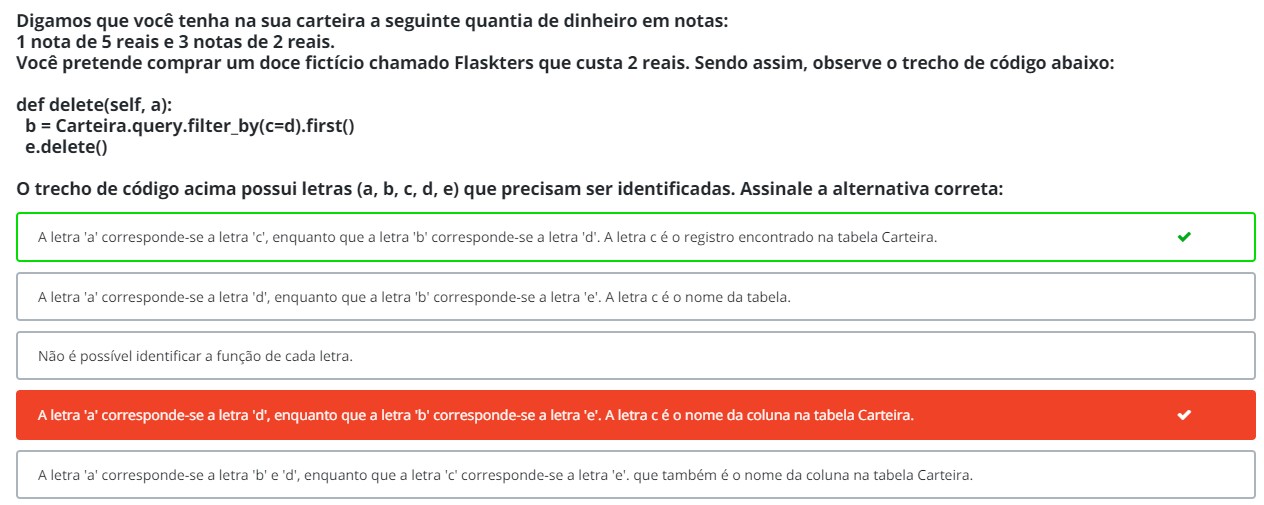 Digamos que você tenha na sua carteira a seguinte quantia de dinheiro em notas:
1 nota de 5 reais e 3 notas de 2 reais.
Você pretende comprar um doce fictício chamado Flaskters que custa 2 reais. Sendo assim, observe o trecho de código abaixo:
def delete(self, a):
b = Carteira.query.filter_by(c=d).first()
e.delete()
O trecho de código acima possui letras (a, b, c, d, e) que precisam ser identificadas. Assinale a alternativa correta:
A letra 'a' corresponde-se a letra 'c', enquanto que a letra 'b' corresponde-se a letra 'd'. A letra c é o registro encontrado na tabela Carteira.
A letra 'a' corresponde-se a letra 'd', enquanto que a letra 'b' corresponde-se a letra 'e'. A letra c é o nome da tabela.
Não é possível identificar a função de cada letra.
A letra 'a' corresponde-se a letra 'd', enquanto que a letra 'b' corresponde-se a letra 'e'. A letra c é o nome da coluna na tabela Carteira.
A letra 'a' corresponde-se a letra 'b' e 'd', enquanto que a letra 'c' corresponde-se a letra 'e'. que também é o nome da coluna na tabela Carteira.